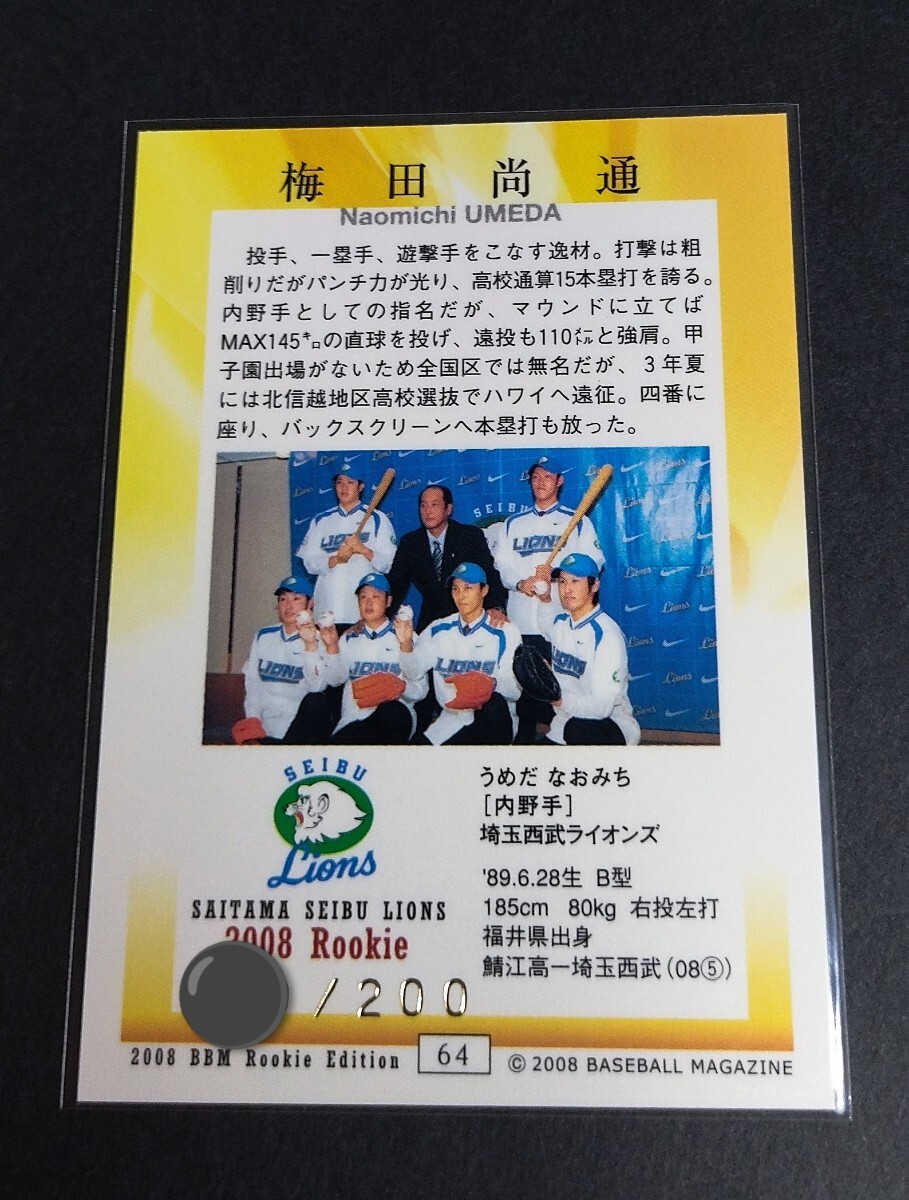 梅田尚通
Naomichi UMEDA
投手、一塁手、遊撃手をこなす逸材。打撃は粗
削りだがパンチ力が光り、高校通算15本塁打を誇る。
内野手としての指名だが、マウンドに立てば
MAX145㌔の直球を投げ、遠投も110㍍と強肩。甲
子園出場がないため全国区では無名だが、3年夏
には北信越地区高校選抜でハワイへ遠征。四番に
座り、バックスクリーンへ本塁打も放った。
SEIBU
LIONS
LIONS
LIONS
LIONS
LIONS
SEIBU
Lions
SAITAMA SEIBU LIONS
2008 Rookie
/200
うめだ なおみち
[内野手]
埼玉西武ライオンズ
'89.6.28生 B型
185cm 80kg 右投左打
福井県出身
鯖江高ー埼玉西武(08⑤)
2008 BBM Rookie Edition
64
© 2008 BASEBALL MAGAZINE